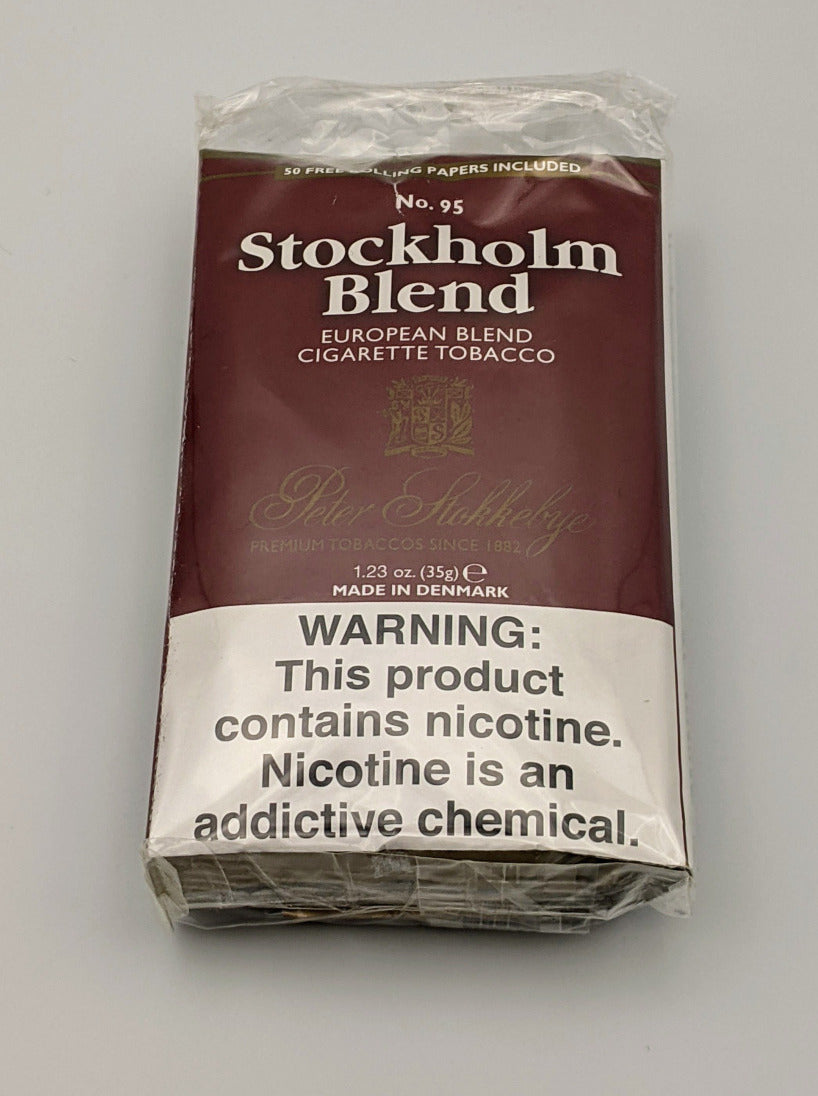 50 FREE ROLLING PAPERS INCLUDED
No. 95
Stockholm
Blend
EUROPEAN BLEND
CIGARETTE TOBACCO
Peter Stokkebye
PREMIUM TOBACCOS SINCE 1882
1.23 oz. (35g) ℮
MADE IN DENMARK
WARNING:
This product
contains nicotine.
Nicotine is an
addictive chemical.